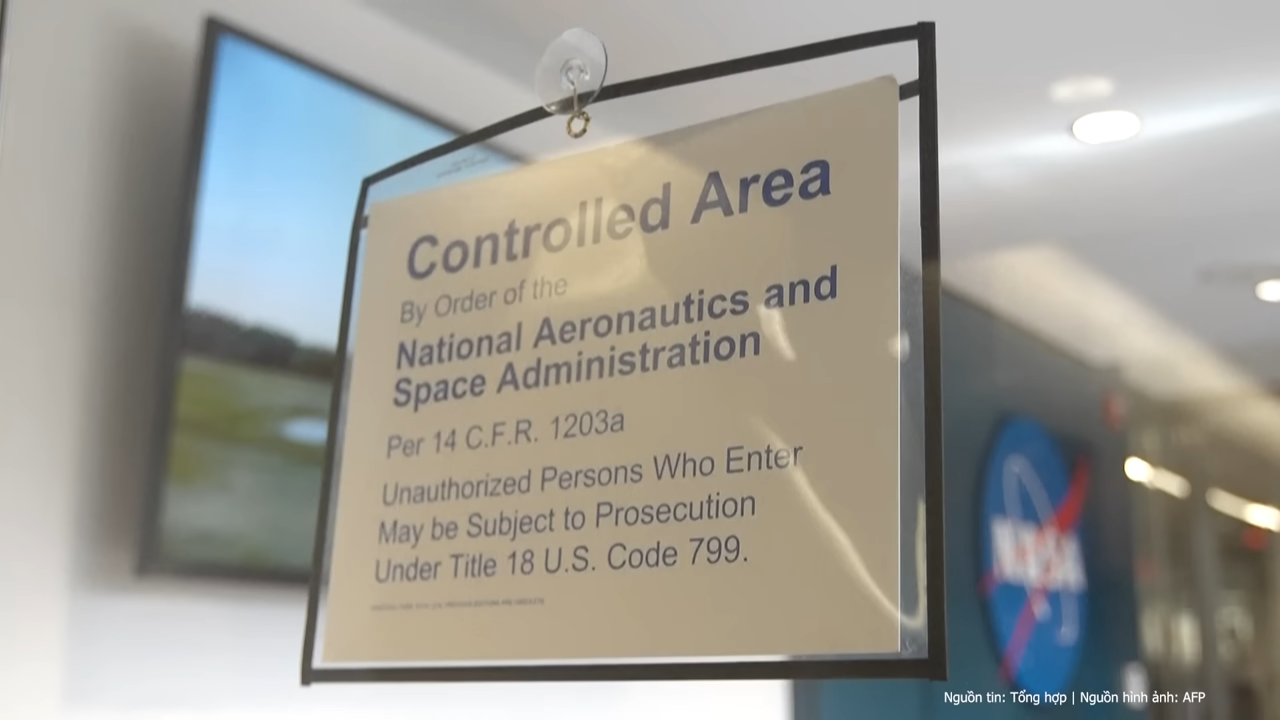 Controlled Area
By Order of the
National Aeronautics and
Space Administration
Per 14 C.F.R. 1203a
Unauthorized Persons Who Enter
May be Subject to Prosecution
Under Title 18 U.S. Code 799.
NASA
Nguồn tin: Tổng hợp | Nguồn hình ảnh: AFP